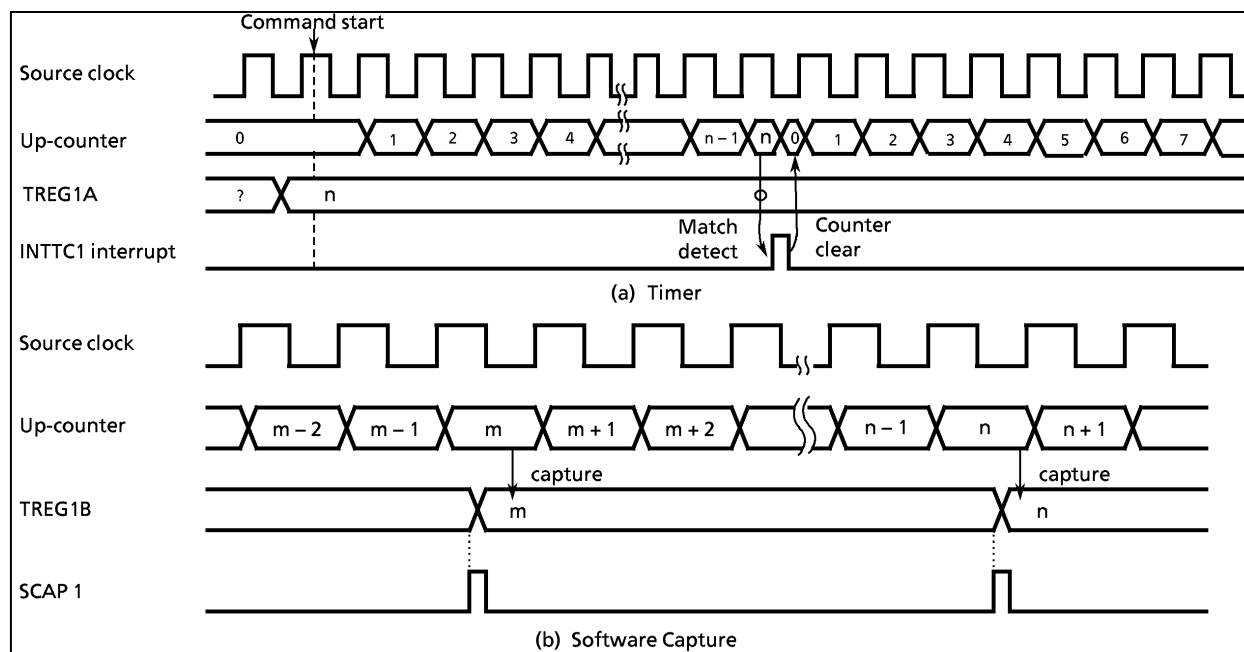 Command start
Source clock
Up-counter 0 1 2 3 4 n – 1 n 0 1 2 3 4 5 6 7
TREG1A ? n
Match detect
Counter clear
INTTC1 interrupt
(a) Timer
Source clock
Up-counter m – 2 m – 1 m m + 1 m + 2 n – 1 n n + 1
capture capture
TREG1B m n
SCAP 1
(b) Software Capture